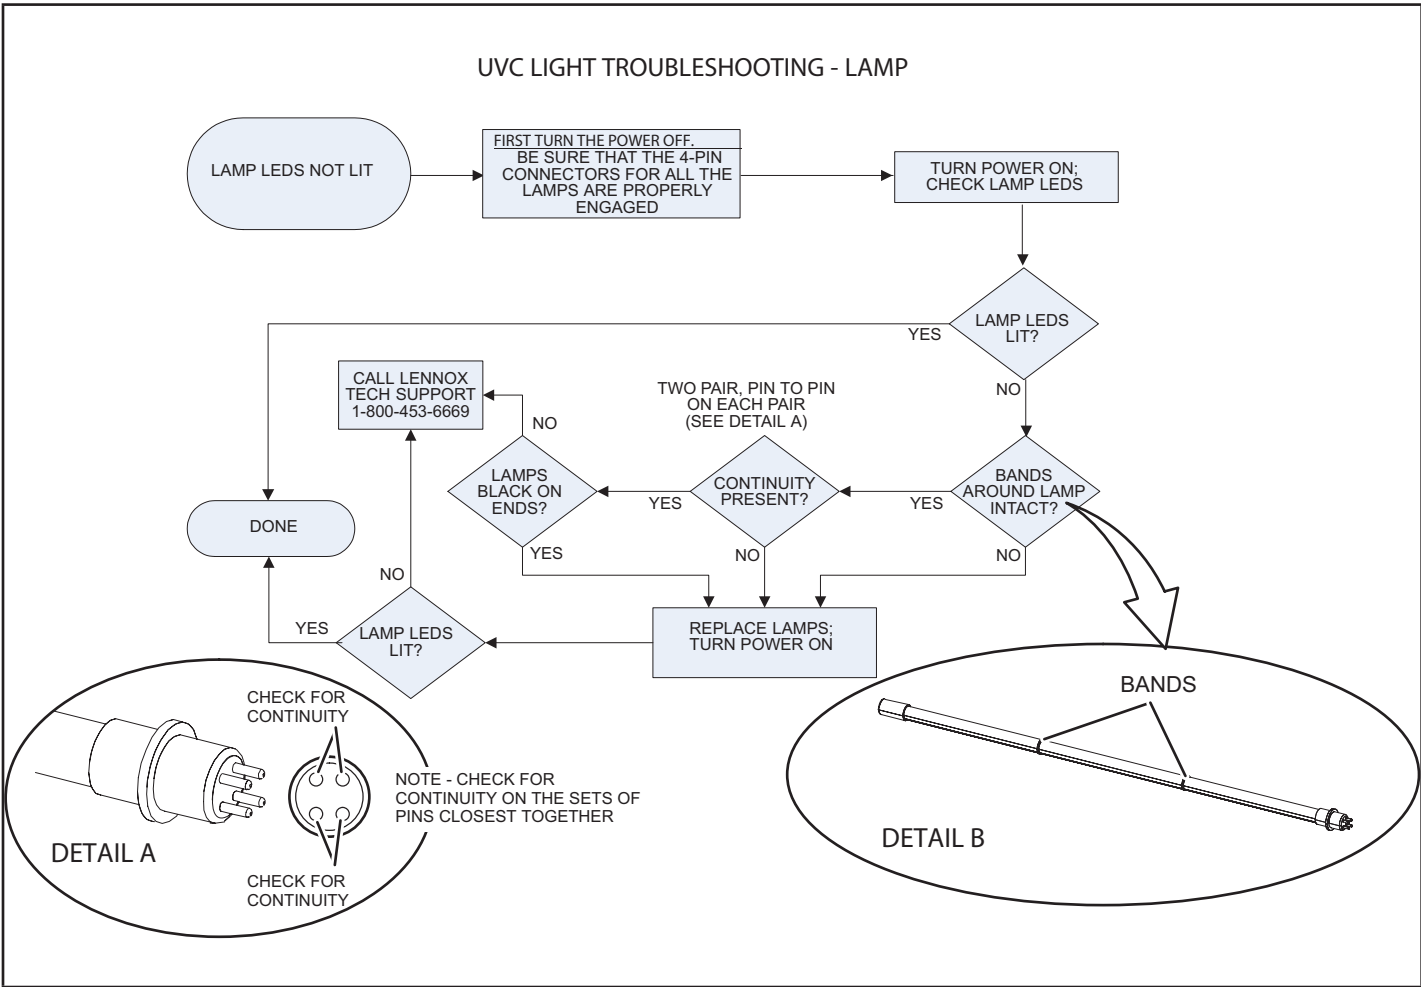 UVC LIGHT TROUBLESHOOTING - LAMP
LAMP LEDS NOT LIT
FIRST TURN THE POWER OFF.
BE SURE THAT THE 4-PIN
CONNECTORS FOR ALL THE
LAMPS ARE PROPERLY
ENGAGED
TURN POWER ON;
CHECK LAMP LEDS
LAMP LEDS
LIT?
YES
NO
CALL LENNOX
TECH SUPPORT
1-800-453-6669
TWO PAIR, PIN TO PIN
ON EACH PAIR
(SEE DETAIL A)
NO
LAMPS
BLACK ON
ENDS?
YES
CONTINUITY
PRESENT?
YES
BANDS
AROUND LAMP
INTACT?
DONE
YES
NO
NO
NO
YES
LAMP LEDS
LIT?
REPLACE LAMPS;
TURN POWER ON
CHECK FOR
CONTINUITY
NOTE - CHECK FOR
CONTINUITY ON THE SETS OF
PINS CLOSEST TOGETHER
DETAIL A
CHECK FOR
CONTINUITY
BANDS
DETAIL B